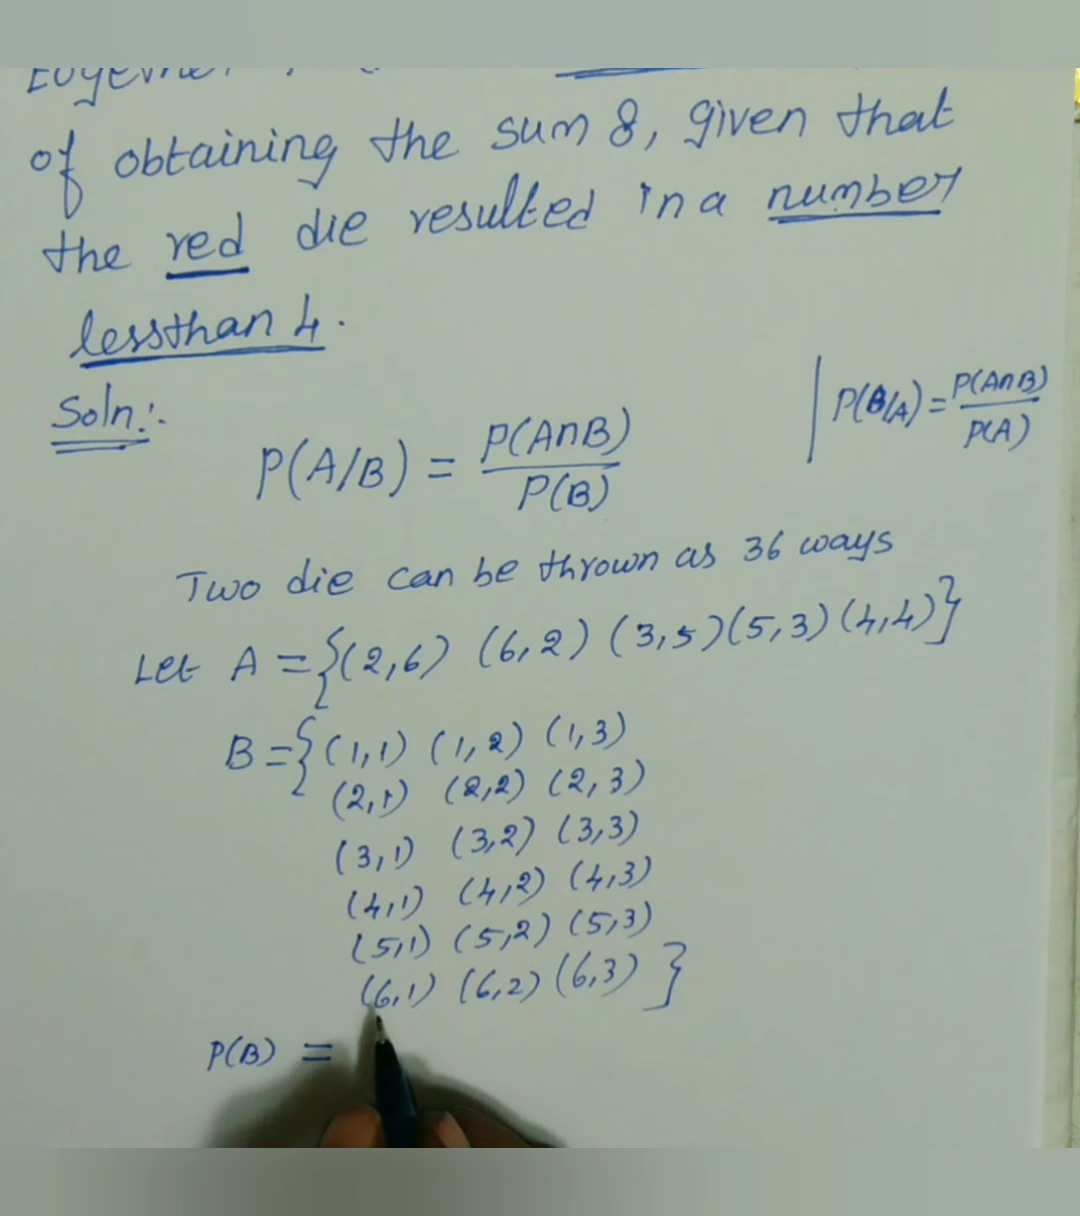 of obtaining the sum 8, given that
the red die resulted in a number
lessthan 4.
Soln:.
P(A/B) = P(A∩B) / P(B)
P(B/A) = P(A∩B) / P(A)
Two die can be thrown as 36 ways
Let A = {(2,6) (6,2) (3,5) (5,3) (4,4)}
B = { (1,1) (1,2) (1,3)
(2,1) (2,2) (2,3)
(3,1) (3,2) (3,3)
(4,1) (4,2) (4,3)
(5,1) (5,2) (5,3)
(6,1) (6,2) (6,3) }
P(B) =